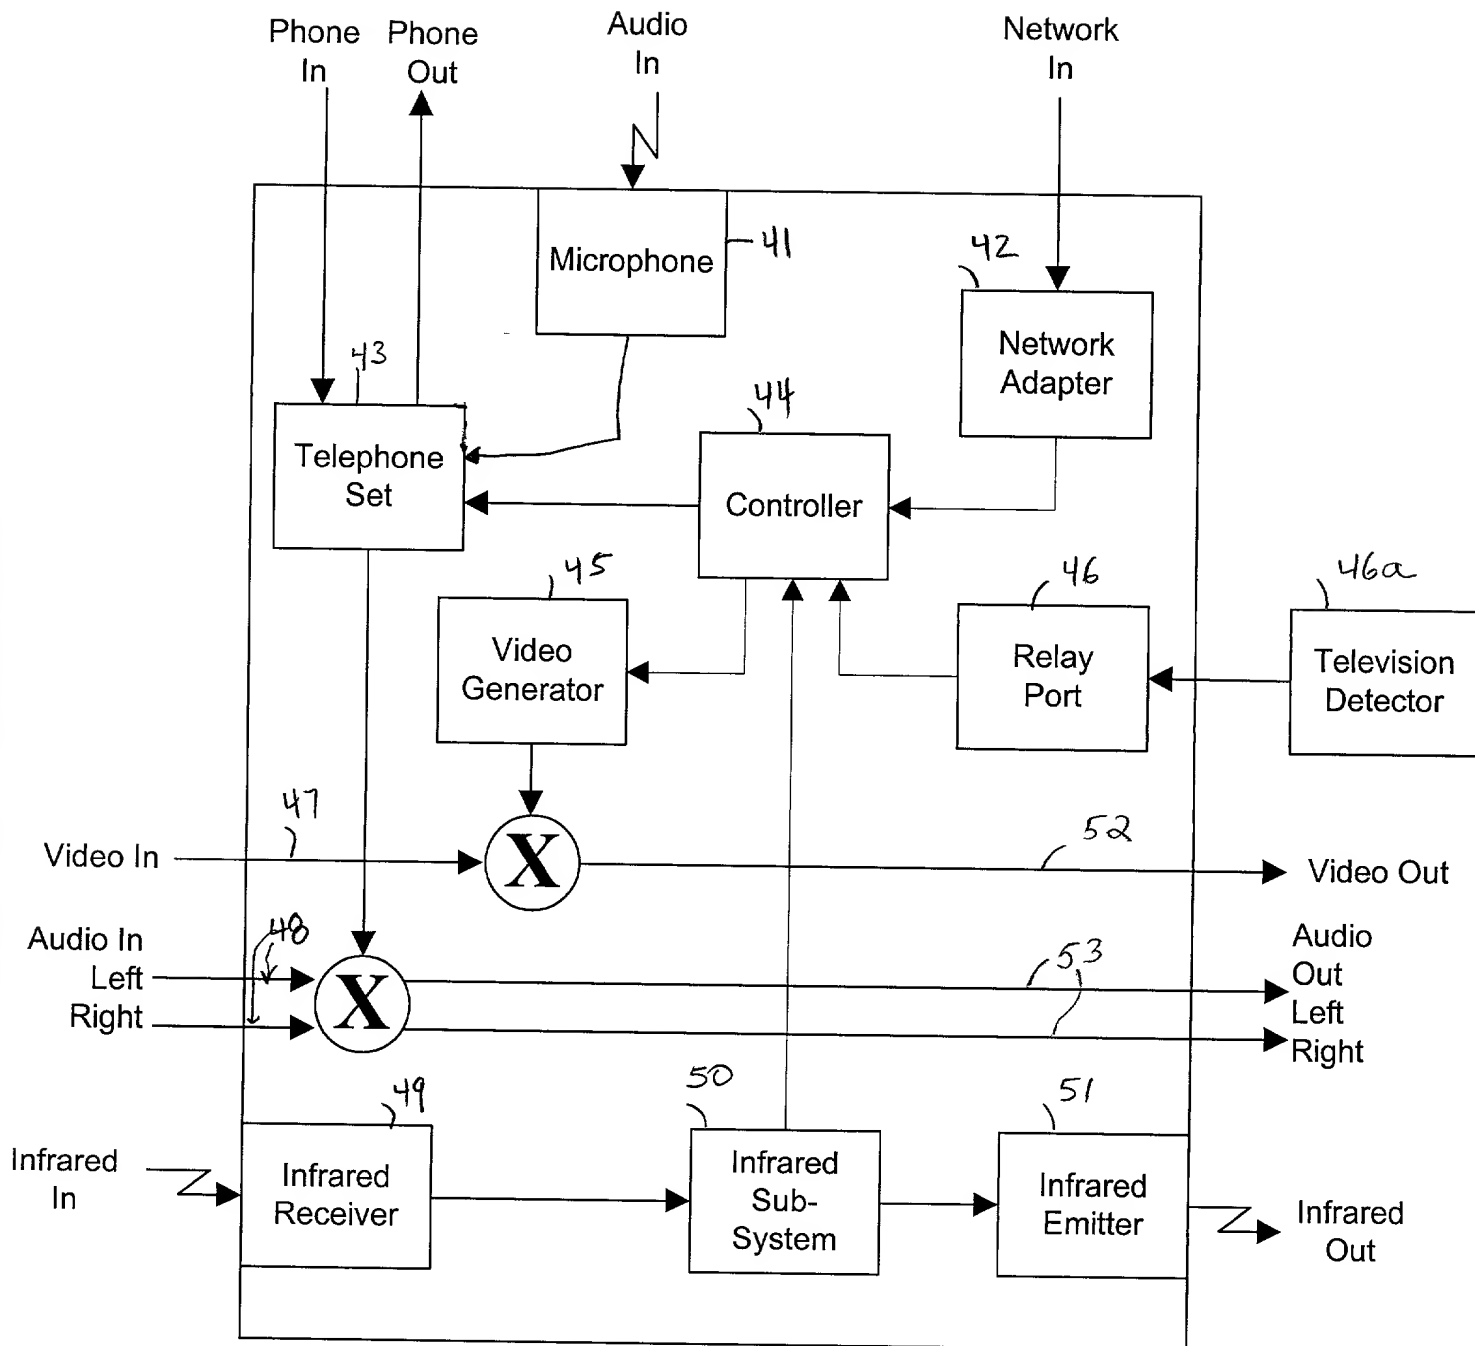 Phone In
Phone Out
Audio In
Network In
Microphone
41
42
Network
Adapter
43
Telephone
Set
44
Controller
45
Video
Generator
46
Relay
Port
46a
Television
Detector
47
Video In
X
52
Video Out
48
Audio In
Left
Right
X
53
Audio
Out
Left
Right
49
Infrared
In
Infrared
Receiver
50
Infrared
Sub-
System
51
Infrared
Emitter
Infrared
Out